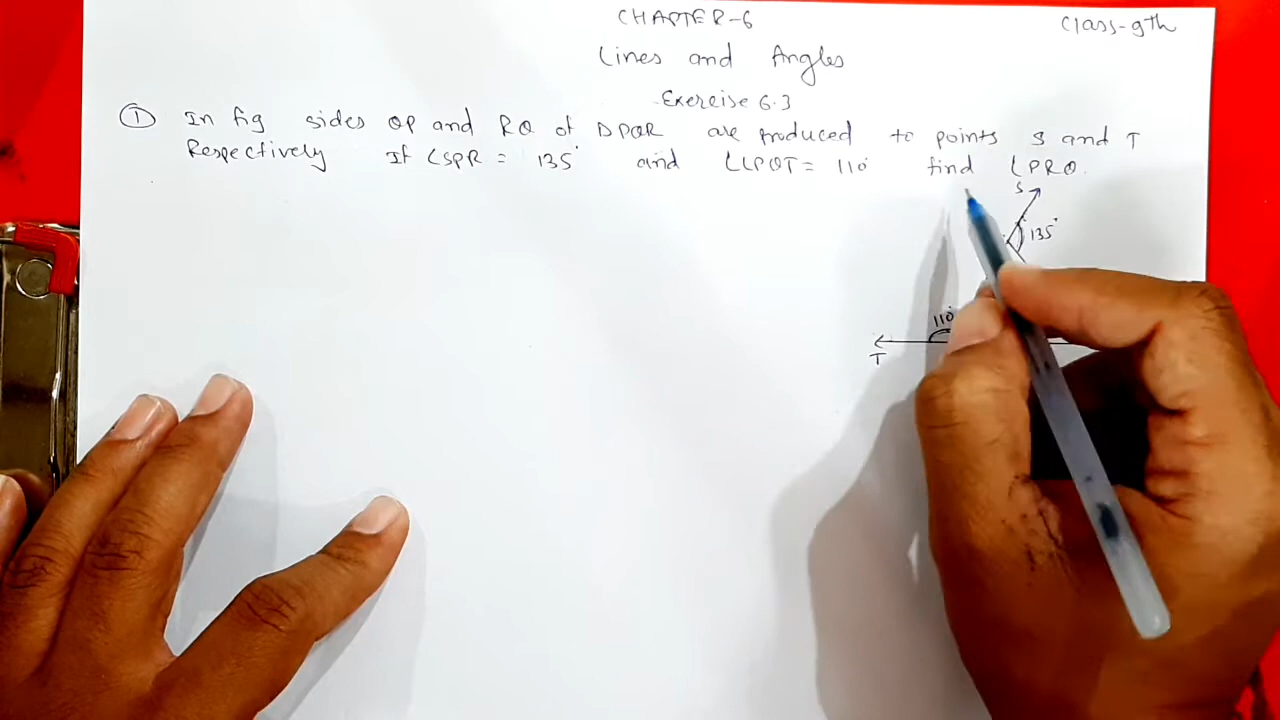 CHAPTER-6
Class-9th
Lines and Angles
Exercise 6.3
① In fig sides QP and RQ of ΔPQR are produced to points S and T
Respectively If ∠SPR = 135° and ∠LPQT = 110° find ∠PRQ.
S
135°
110°
T